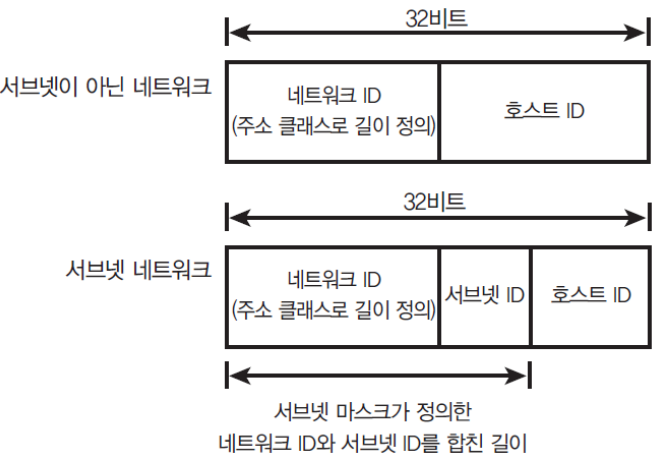 32비트
서브넷이 아닌 네트워크
네트워크 ID
(주소 클래스로 길이 정의)
호스트 ID
32비트
서브넷 네트워크
네트워크 ID
(주소 클래스로 길이 정의)
서브넷 ID
호스트 ID
서브넷 마스크가 정의한
네트워크 ID와 서브넷 ID를 합친 길이